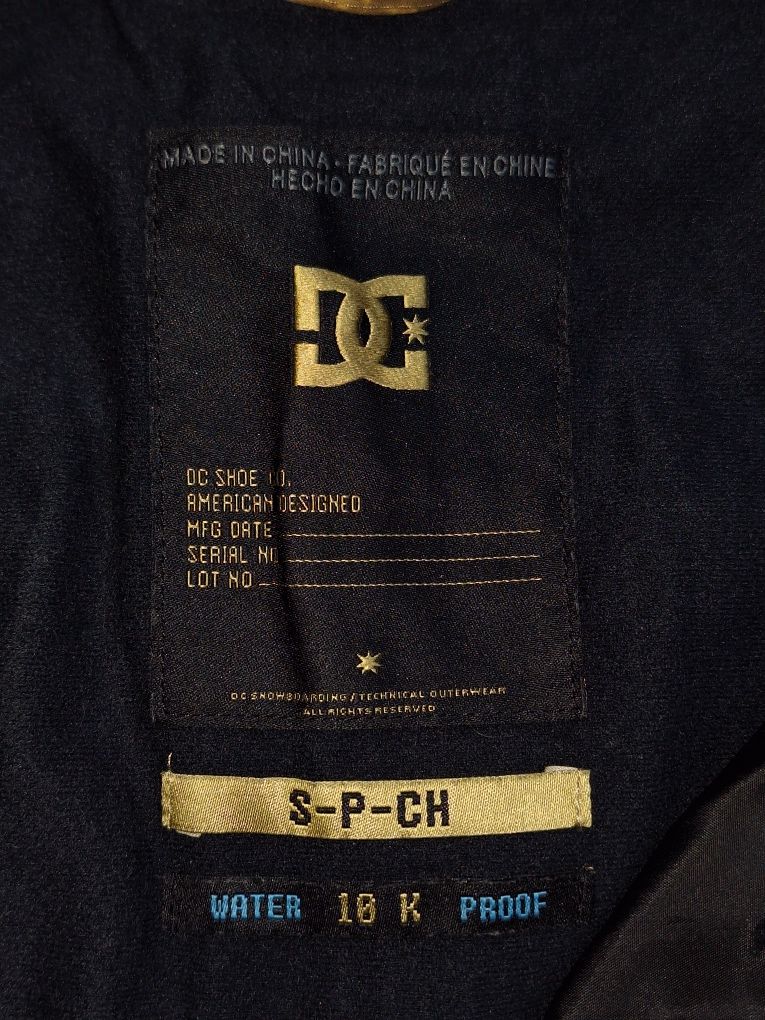 MADE IN CHINA · FABRIQUÉ EN CHINE
HECHO EN CHINA
DC
DC SHOE CO.
AMERICAN DESIGNED
MFG DATE
SERIAL NO
LOT NO
DC SNOWBOARDING / TECHNICAL OUTERWEAR
ALL RIGHTS RESERVED
S-P-CH
WATER 10 K PROOF